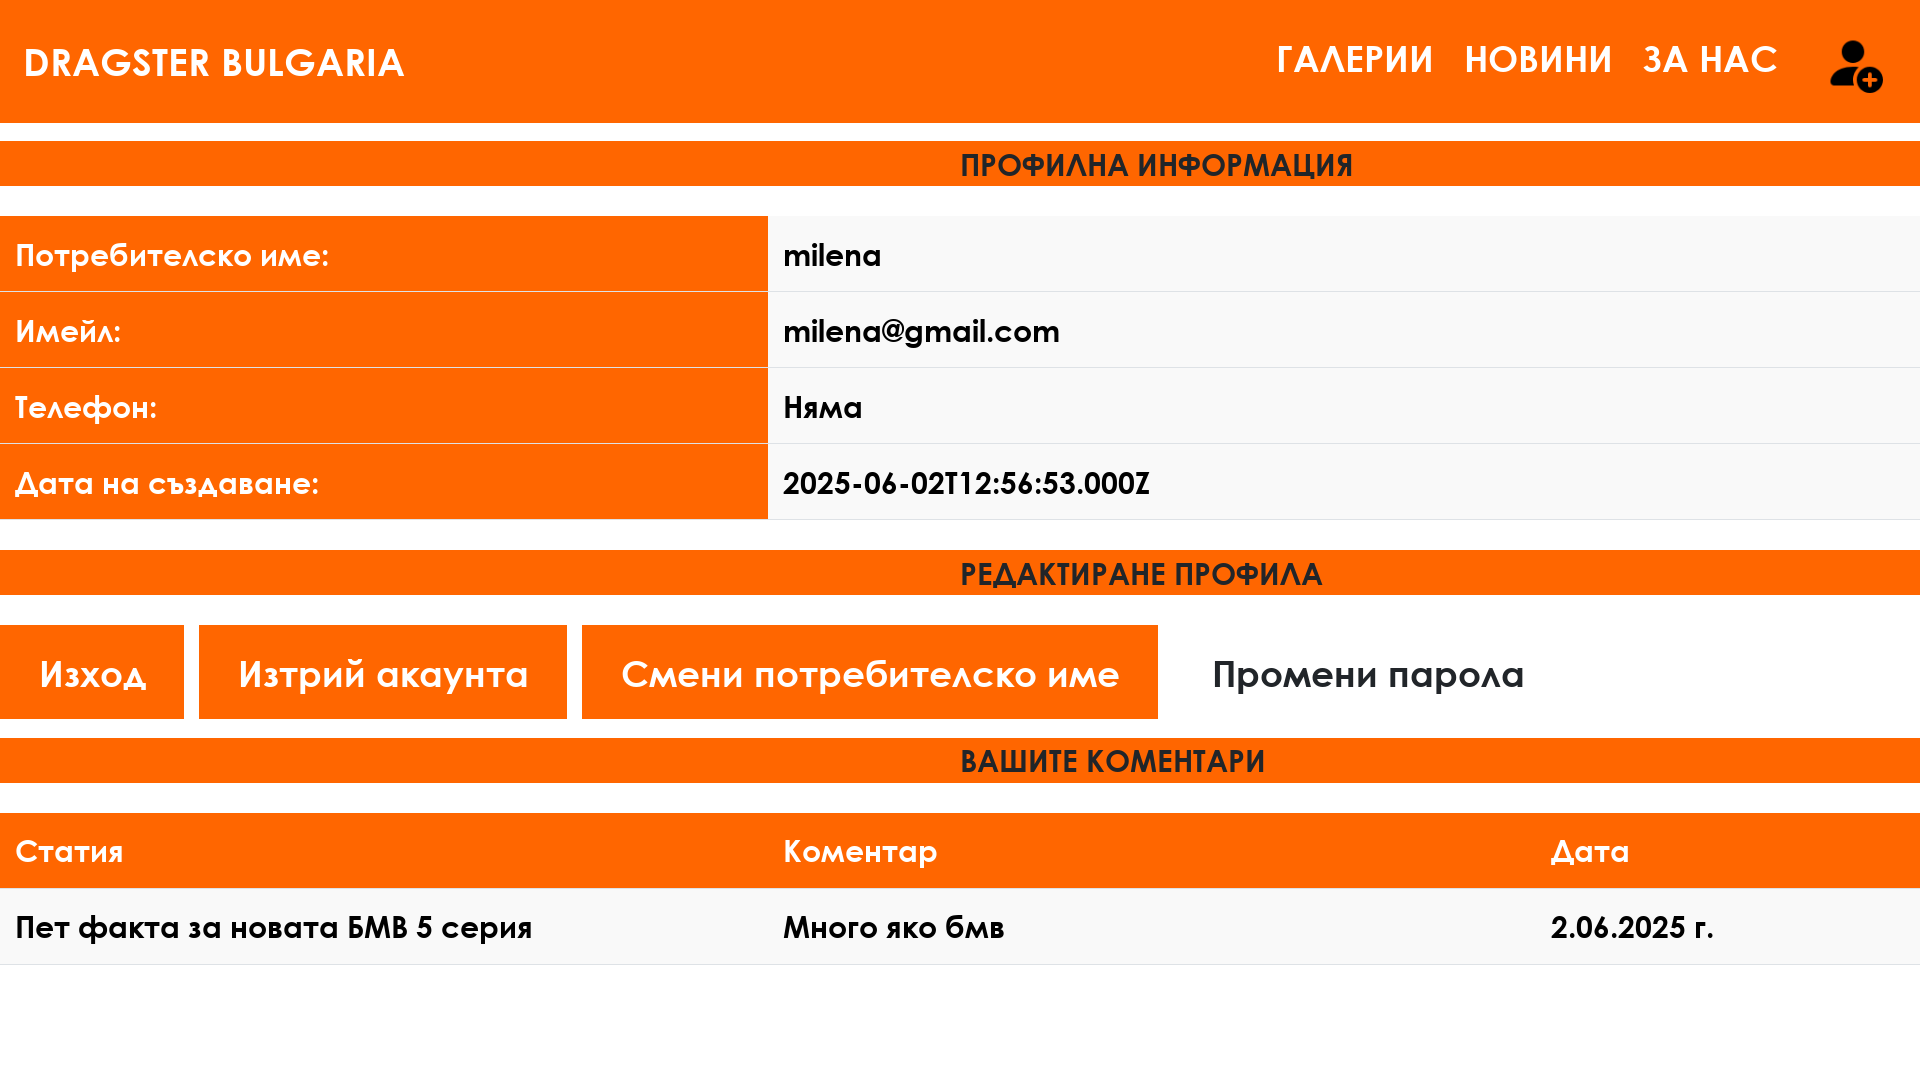 DRAGSTER BULGARIA
ГАЛЕРИИ НОВИНИ ЗА НАС
ПРОФИЛНА ИНФОРМАЦИЯ
Потребителско име: milena
Имейл: milena@gmail.com
Телефон: Няма
Дата на създаване: 2025-06-02T12:56:53.000Z
РЕДАКТИРАНЕ ПРОФИЛА
Изход Изтрий акаунта Смени потребителско име Промени парола
ВАШИТЕ КОМЕНТАРИ
Статия Коментар Дата
Пет факта за новата БМВ 5 серия Много яко бмв 2.06.2025 г.